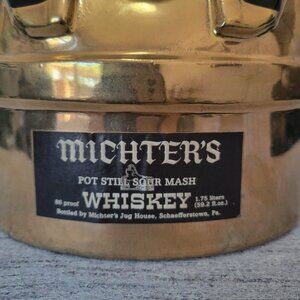 MICHTER'S
POT STILL SOUR MASH
86 proof WHISKEY 1.75 liters
(59.2 fl.oz.)
Bottled by Michter's Jug House, Schaefferstown, Pa.